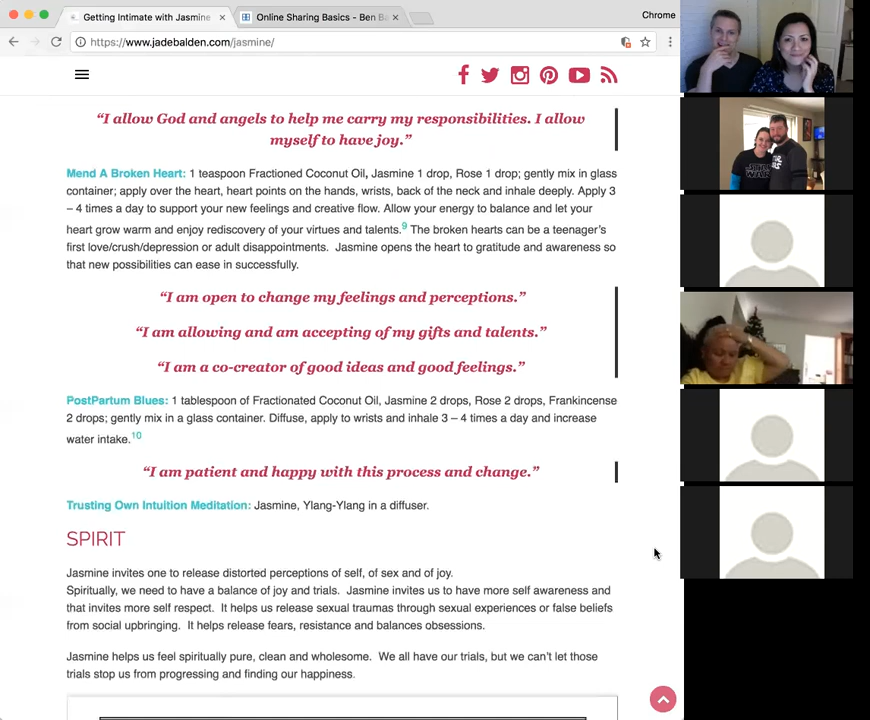 Getting Intimate with Jasmine
Online Sharing Basics - Ben Ba
Chrome
https://www.jadebalden.com/jasmine/
“I allow God and angels to help me carry my responsibilities. I allow
myself to have joy.”
Mend A Broken Heart: 1 teaspoon Fractioned Coconut Oil, Jasmine 1 drop, Rose 1 drop; gently mix in glass
container; apply over the heart, heart points on the hands, wrists, back of the neck and inhale deeply. Apply 3
– 4 times a day to support your new feelings and creative flow. Allow your energy to balance and let your
heart grow warm and enjoy rediscovery of your virtues and talents.9 The broken hearts can be a teenager’s
first love/crush/depression or adult disappointments. Jasmine opens the heart to gratitude and awareness so
that new possibilities can ease in successfully.
“I am open to change my feelings and perceptions.”
“I am allowing and am accepting of my gifts and talents.”
“I am a co-creator of good ideas and good feelings.”
PostPartum Blues: 1 tablespoon of Fractionated Coconut Oil, Jasmine 2 drops, Rose 2 drops, Frankincense
2 drops; gently mix in a glass container. Diffuse, apply to wrists and inhale 3 – 4 times a day and increase
water intake.10
“I am patient and happy with this process and change.”
Trusting Own Intuition Meditation: Jasmine, Ylang-Ylang in a diffuser.
SPIRIT
Jasmine invites one to release distorted perceptions of self, of sex and of joy.
Spiritually, we need to have a balance of joy and trials. Jasmine invites us to have more self awareness and
that invites more self respect. It helps us release sexual traumas through sexual experiences or false beliefs
from social upbringing. It helps release fears, resistance and balances obsessions.
Jasmine helps us feel spiritually pure, clean and wholesome. We all have our trials, but we can’t let those
trials stop us from progressing and finding our happiness.